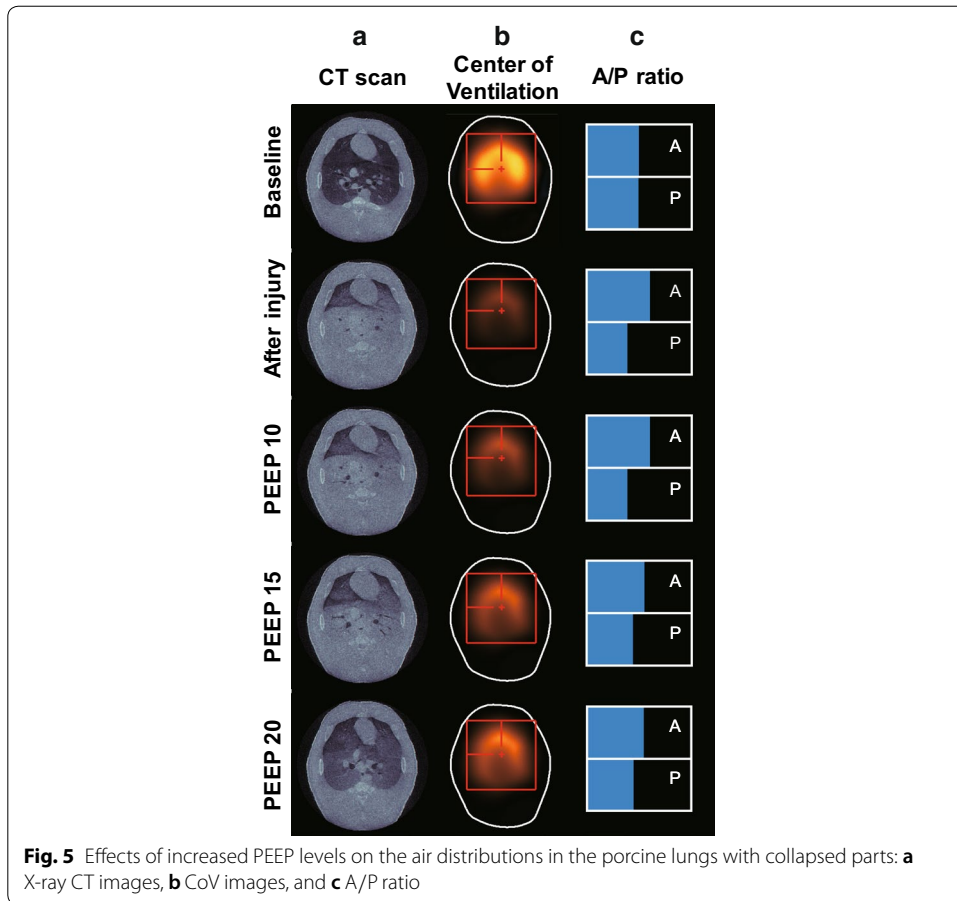 a b c
CT scan Center of Ventilation A/P ratio
Baseline
A
P
After injury
A
P
PEEP 10
A
P
PEEP 15
A
P
PEEP 20
A
P
Fig. 5 Effects of increased PEEP levels on the air distributions in the porcine lungs with collapsed parts: a
X-ray CT images, b CoV images, and c A/P ratio